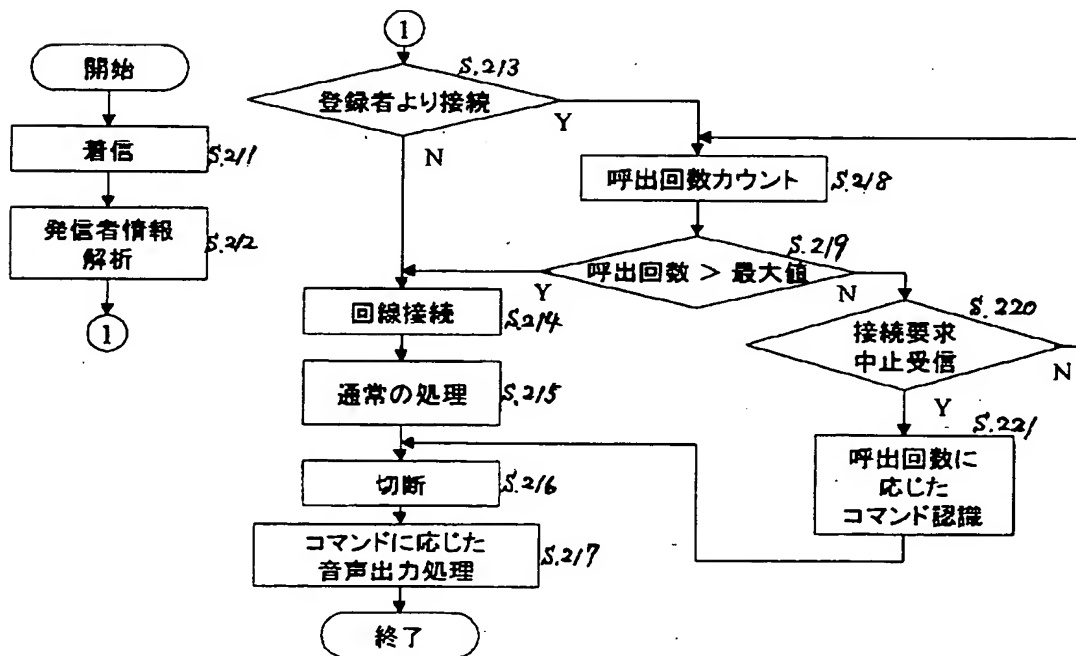 開始
着信
S.211
発信者情報
解析
S.212
1
1
S.213
登録者より接続
Y
N
呼出回数カウント
S.218
S.219
呼出回数 > 最大値
Y
N
回線接続
S.214
S.220
接続要求
中止受信
N
Y
通常の処理
S.215
S.221
呼出回数に
応じた
コマンド認識
切断
S.216
コマンドに応じた
音声出力処理
S.217
終了